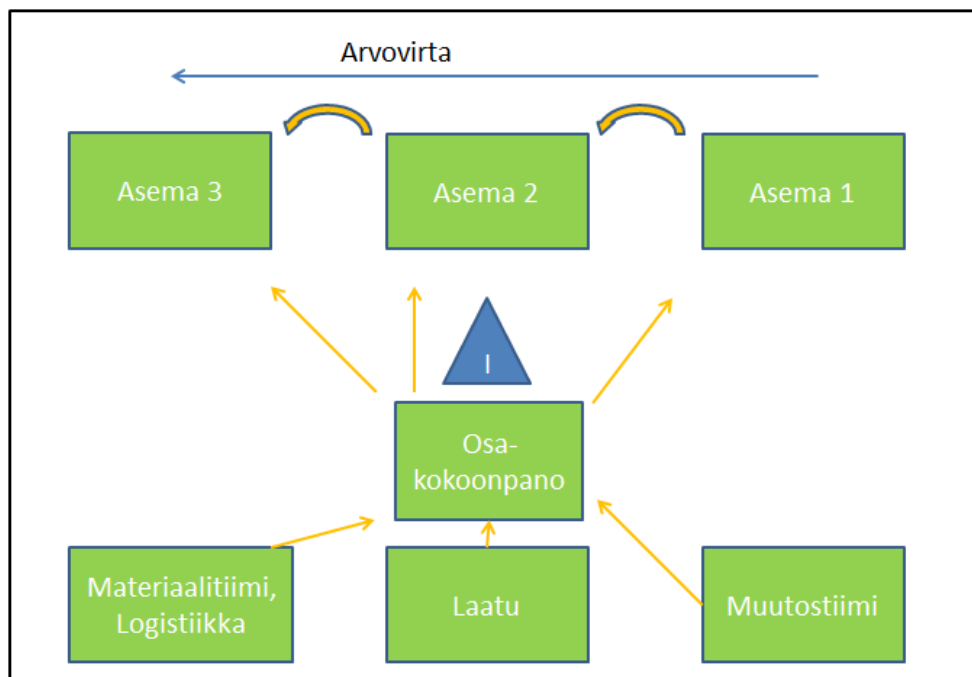 Arvovirta
Asema 3
Asema 2
Asema 1
I
Osa-
kokoonpano
Materiaalitiimi,
Logistiikka
Laatu
Muutostiimi